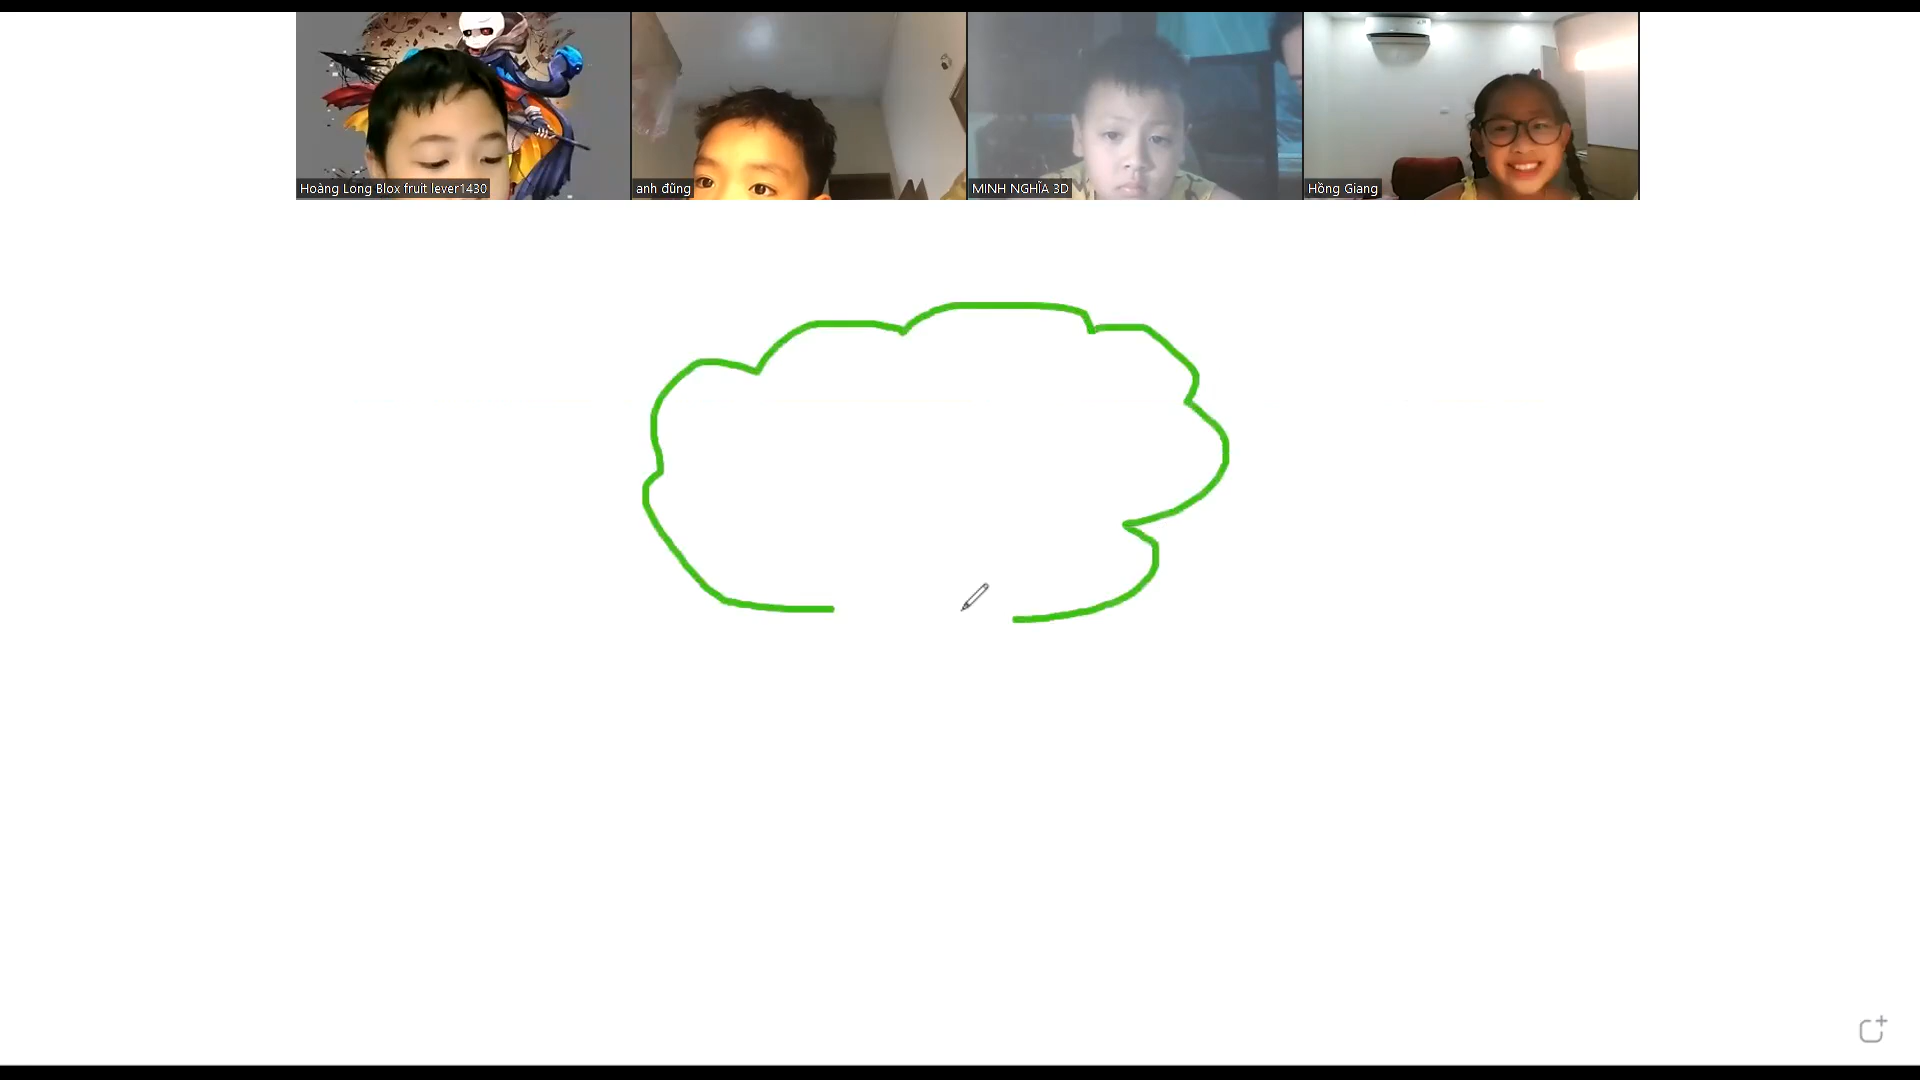 Hoàng Long Blox fruit lever1430
anh đũng
MINH NGHĨA 3D
Hồng Giang